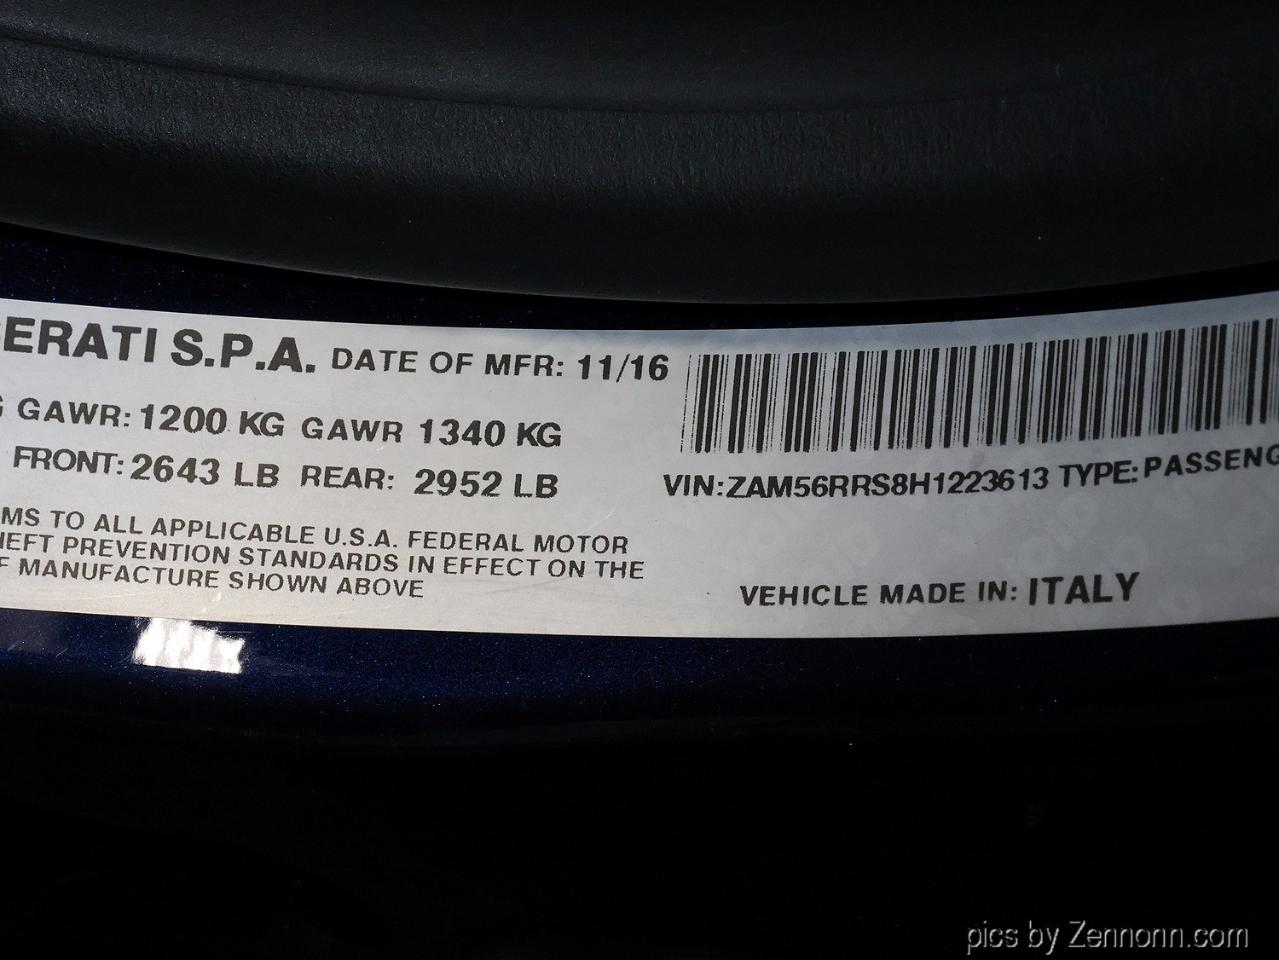 ERATI S.P.A. DATE OF MFR: 11/16
G GAWR: 1200 KG GAWR 1340 KG
FRONT: 2643 LB REAR: 2952 LB
VIN:ZAM56RRS8H1223613 TYPE: PASSENG
MS TO ALL APPLICABLE U.S.A. FEDERAL MOTOR
EFT PREVENTION STANDARDS IN EFFECT ON THE
F MANUFACTURE SHOWN ABOVE
VEHICLE MADE IN: ITALY
pics by Zennonn.com